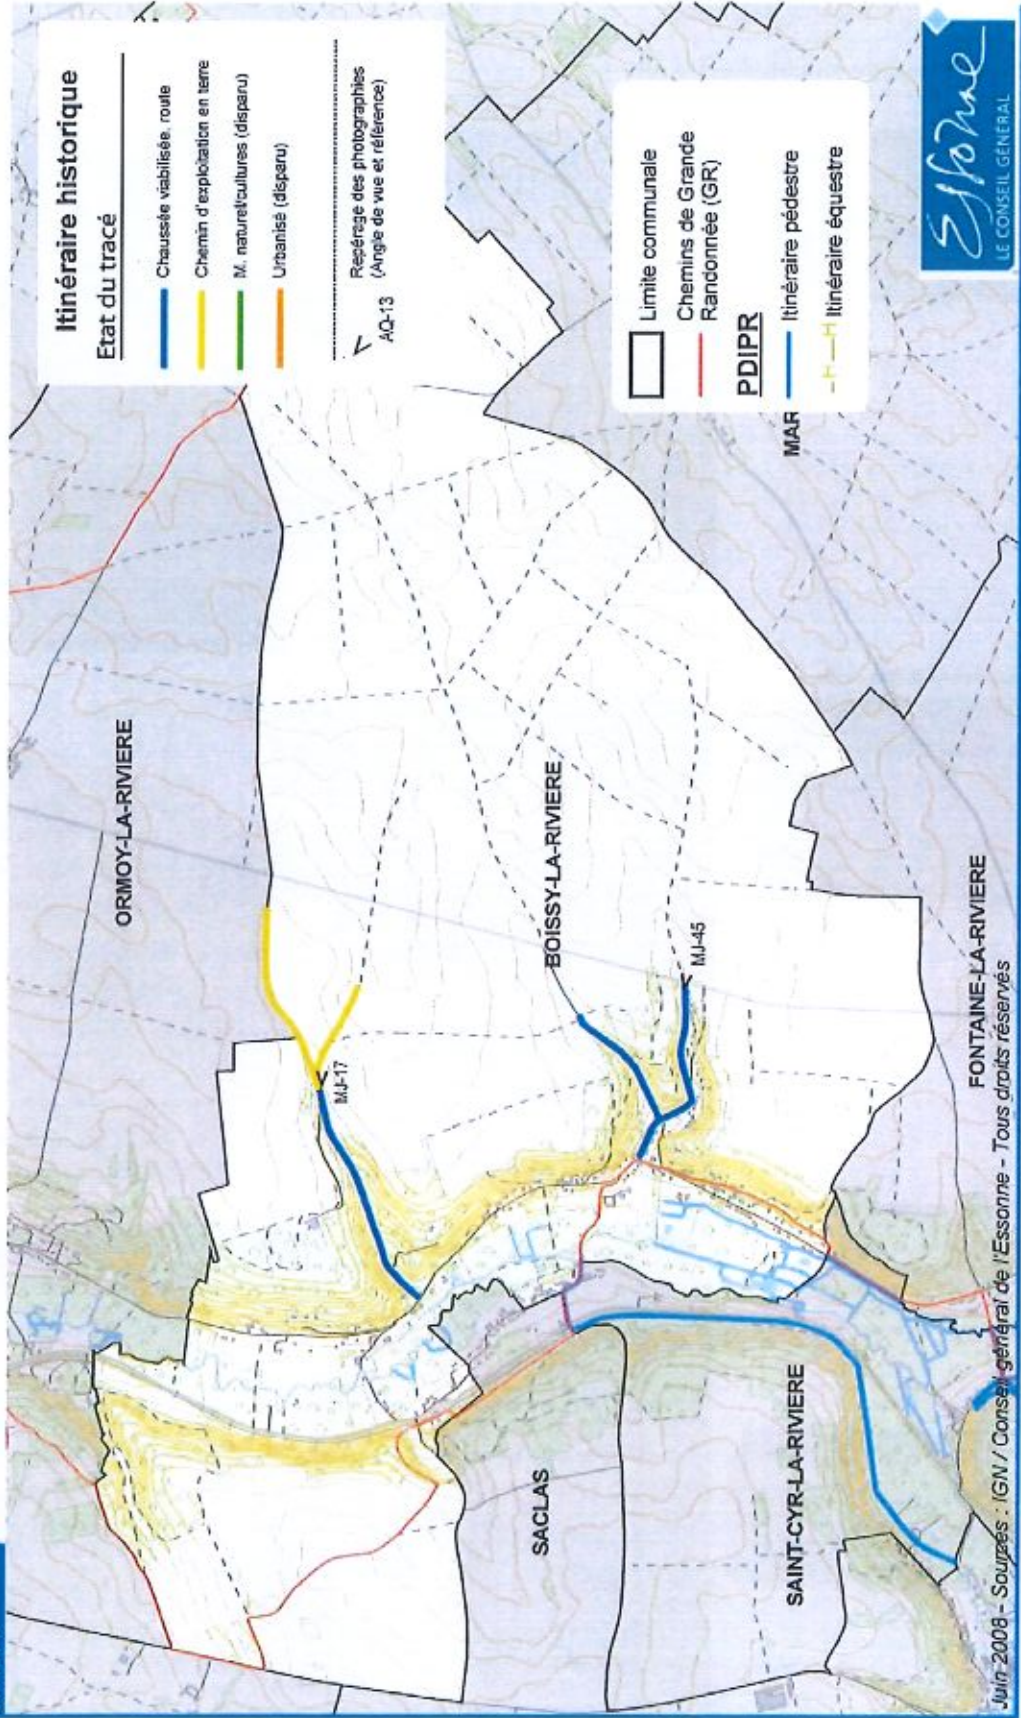 Itinéraire historique
Etat du tracé
Chaussée viabilisée, route
Chemin d'exploitation en terre
M. naturel/cultures (disparu)
Urbanisé (disparu)
AQ-13
Repérage des photographies
(Angle de vue et référence)
Limite communale
Chemins de Grande
Randonnée (GR)
PDIPR
Itinéraire pédestre
H H Itinéraire équestre
MAR
Essonne
LE CONSEIL GÉNÉRAL
ORMOY-LA-RIVIERE
MJ-17
BOISSY-LA-RIVIERE
MJ-45
SACLAS
SAINT-CYR-LA-RIVIERE
FONTAINE-LA-RIVIERE
Juin 2008 - Sources : IGN / Conseil général de l'Essonne - Tous droits réservés